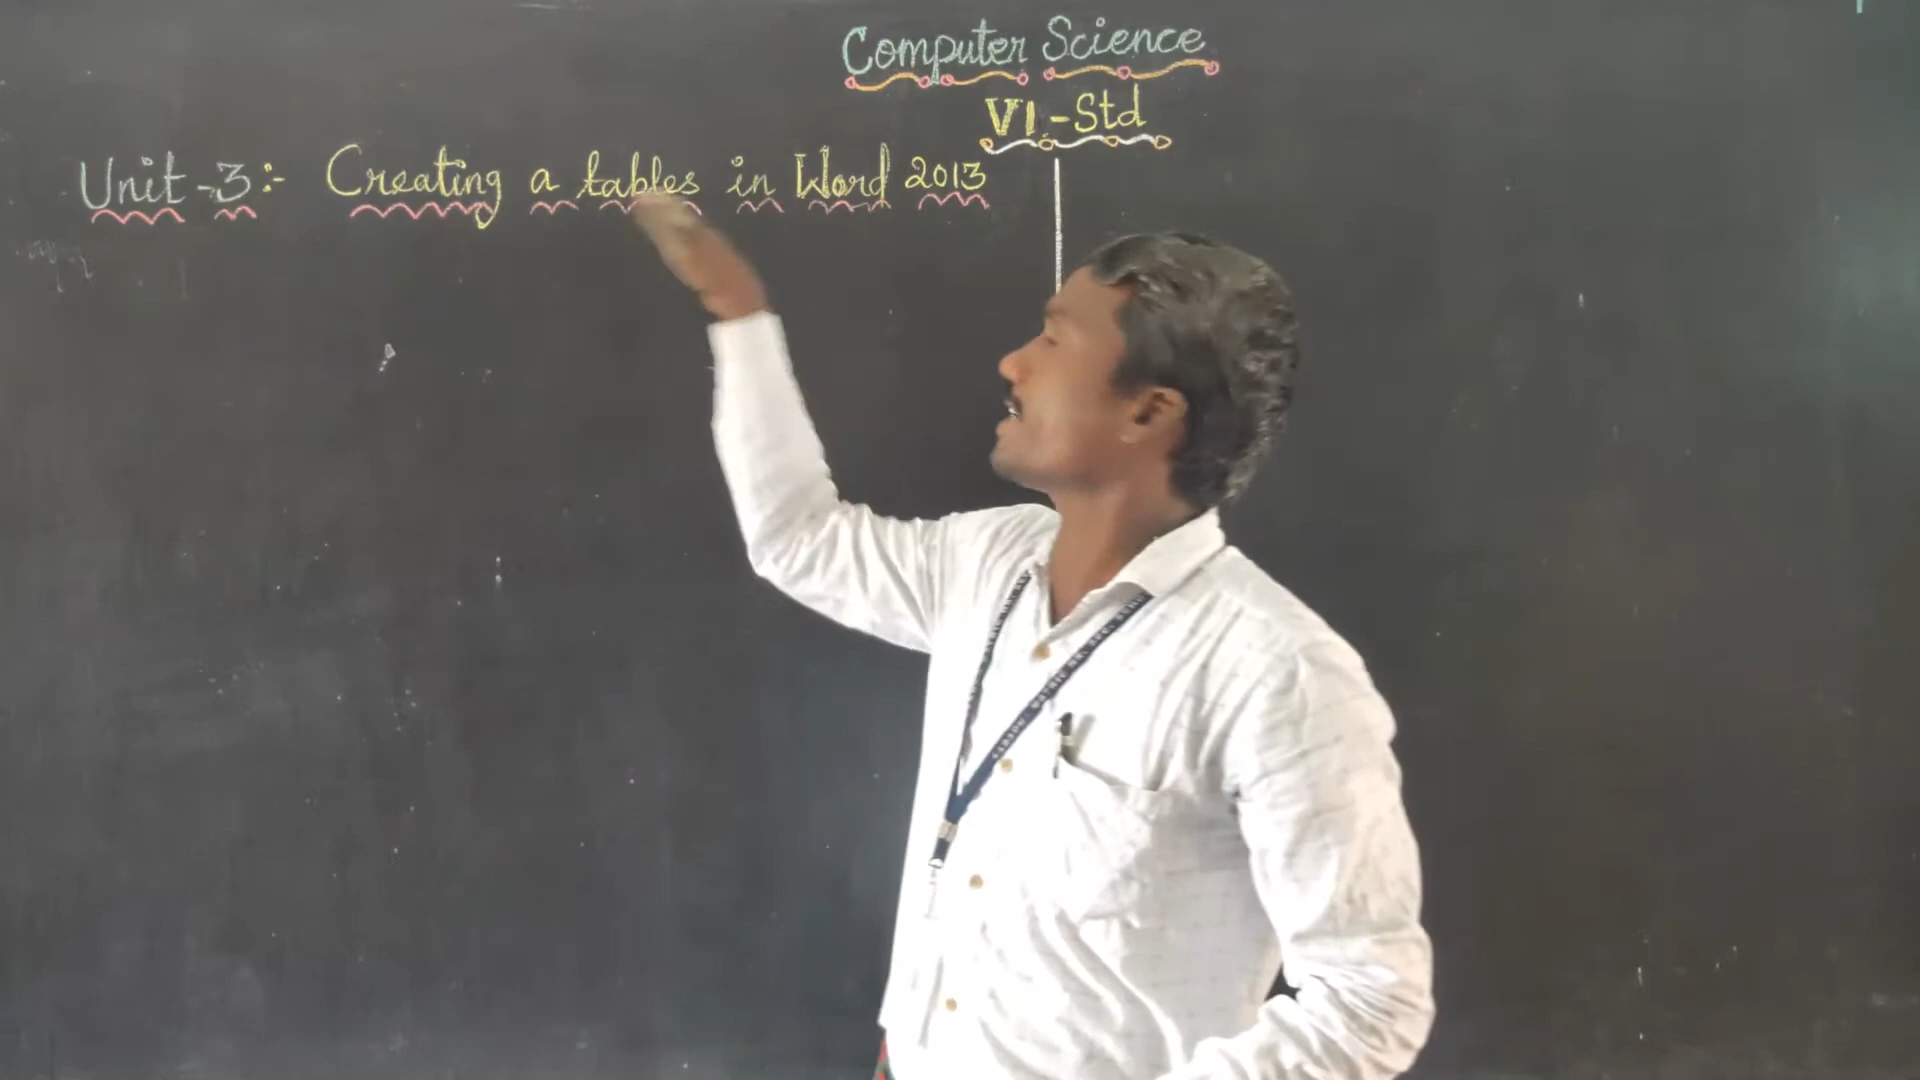 Computer Science
VI-Std
Unit-3:- Creating a tables in Word 2013